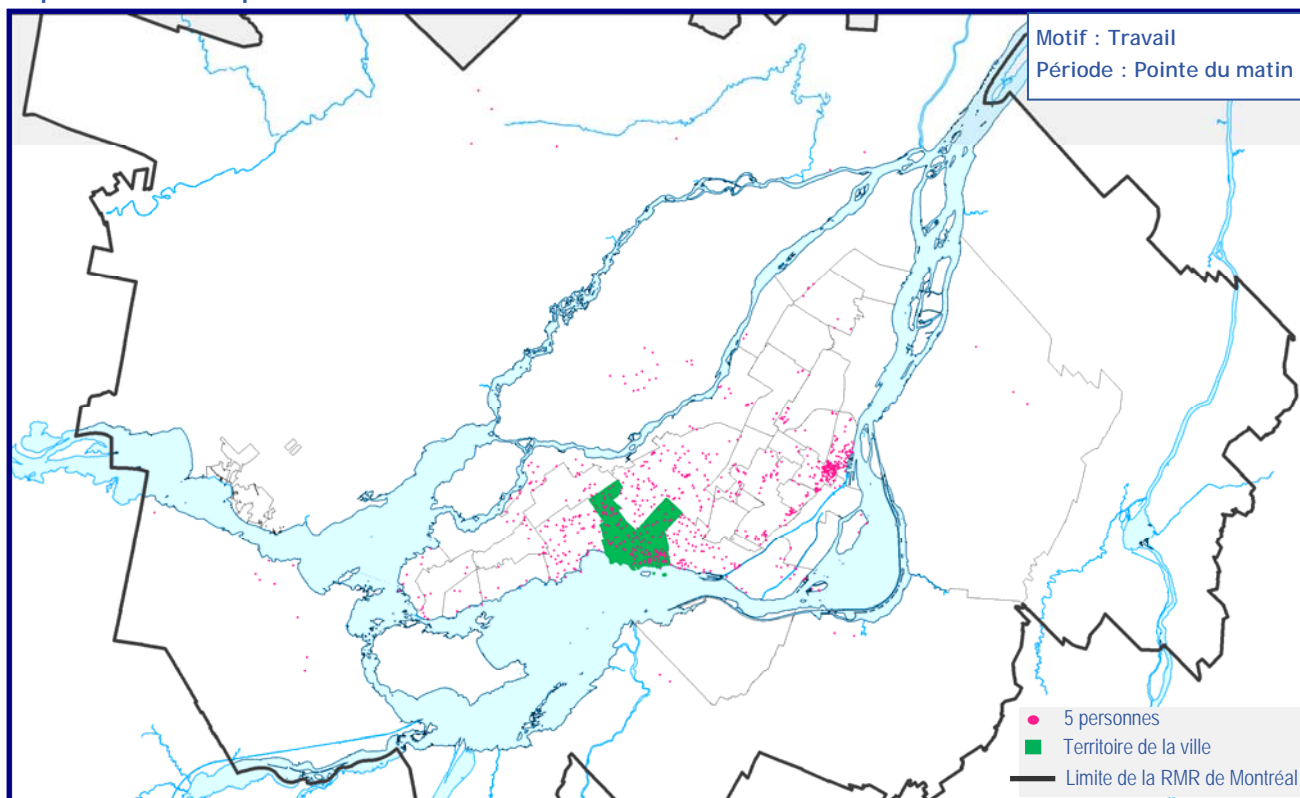 Motif : Travail
Période : Pointe du matin
5 personnes
Territoire de la ville
Limite de la RMR de Montréal